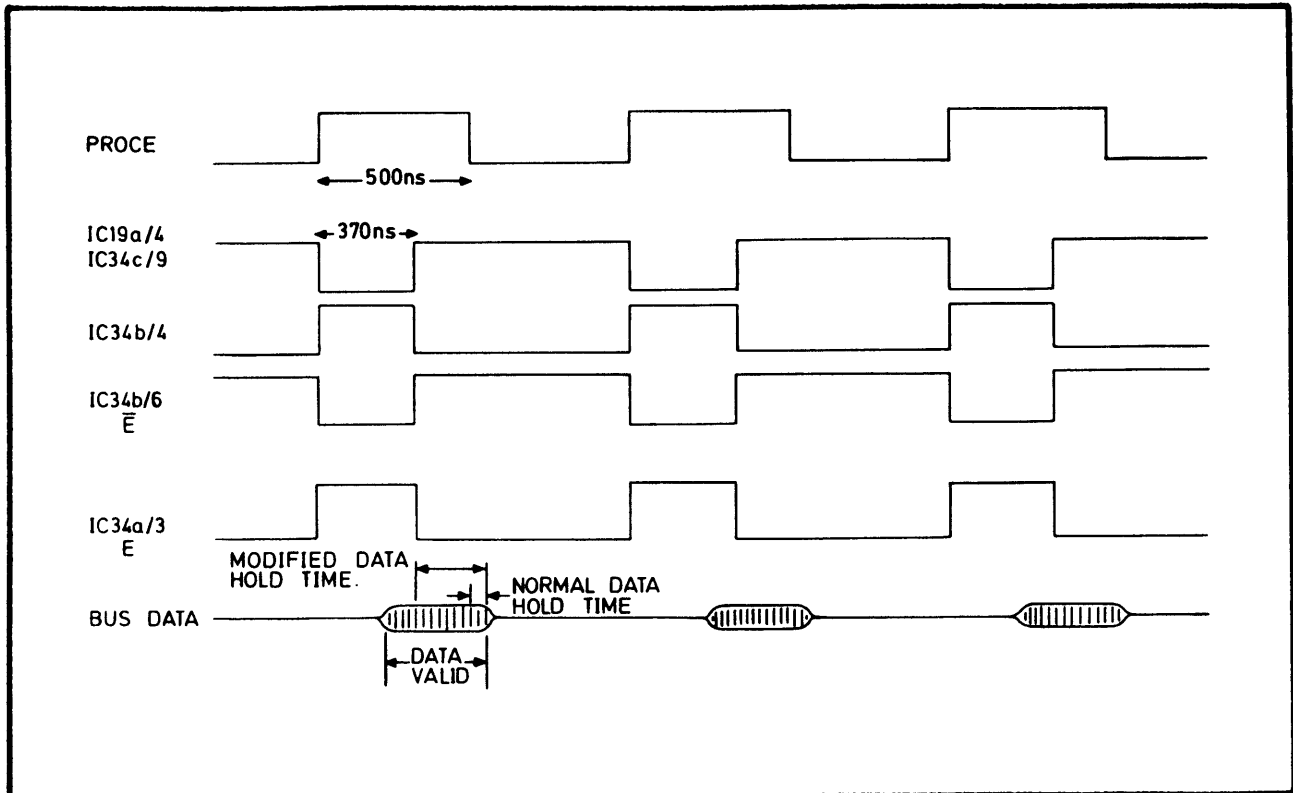 PROCE
500ns
IC19a/4
IC34c/9
370ns
IC34b/4
IC34b/6
E̅
IC34a/3
E
MODIFIED DATA
HOLD TIME.
NORMAL DATA
HOLD TIME
BUS DATA
DATA
VALID